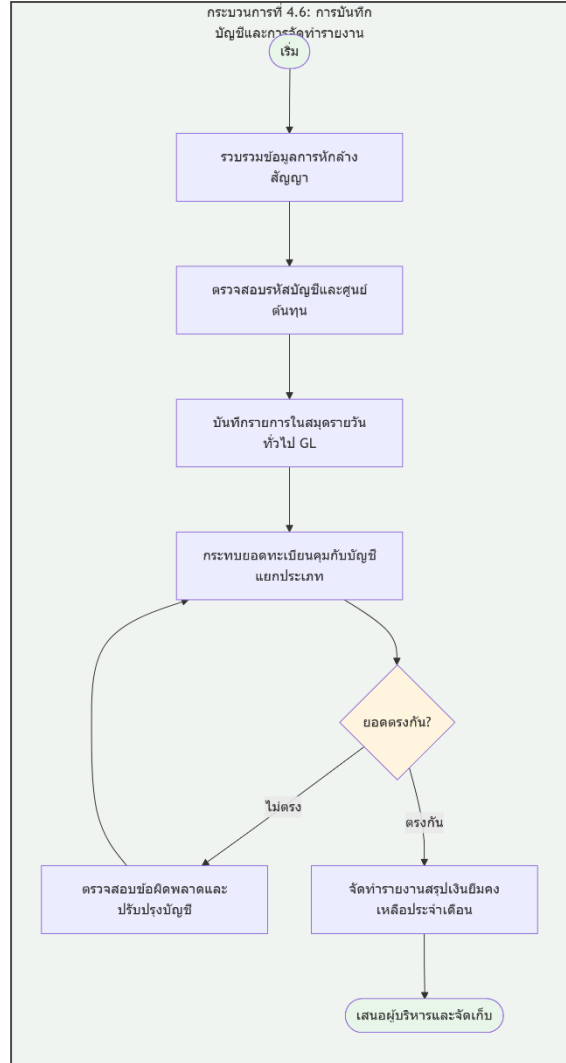 กระบวนการที่ 4.6: การบันทึก
บัญชีและการจัดทำรายงาน
เริ่ม
รวบรวมข้อมูลการหักล้าง
สัญญา
ตรวจสอบรหัสบัญชีและศูนย์
ต้นทุน
บันทึกรายการในสมุดรายวัน
ทั่วไป GL
กระทบยอดทะเบียนคุมกับบัญชี
แยกประเภท
ยอดตรงกัน?
ไม่ตรง
ตรงกัน
ตรวจสอบข้อผิดพลาดและ
ปรับปรุงบัญชี
จัดทำรายงานสรุปเงินยืมคง
เหลือประจำเดือน
เสนอผู้บริหารและจัดเก็บ